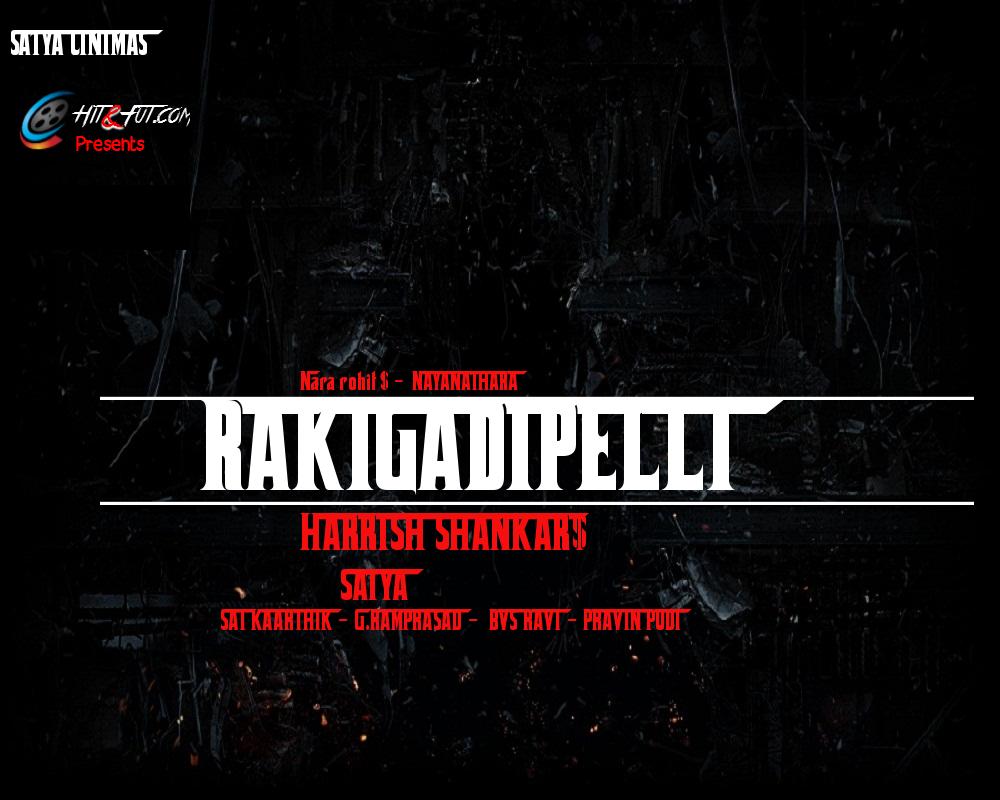 SATYA CINIMAS
HIT&FUT.COM
Presents
Nara rohit $ - NAYANATHARA
RAKIGADIPELLI
HARRISH SHANKAR$
SATYA
SAI KAARTHIK - G.RAMPRASAD - BVS RAVI - PRAVIN PUDI